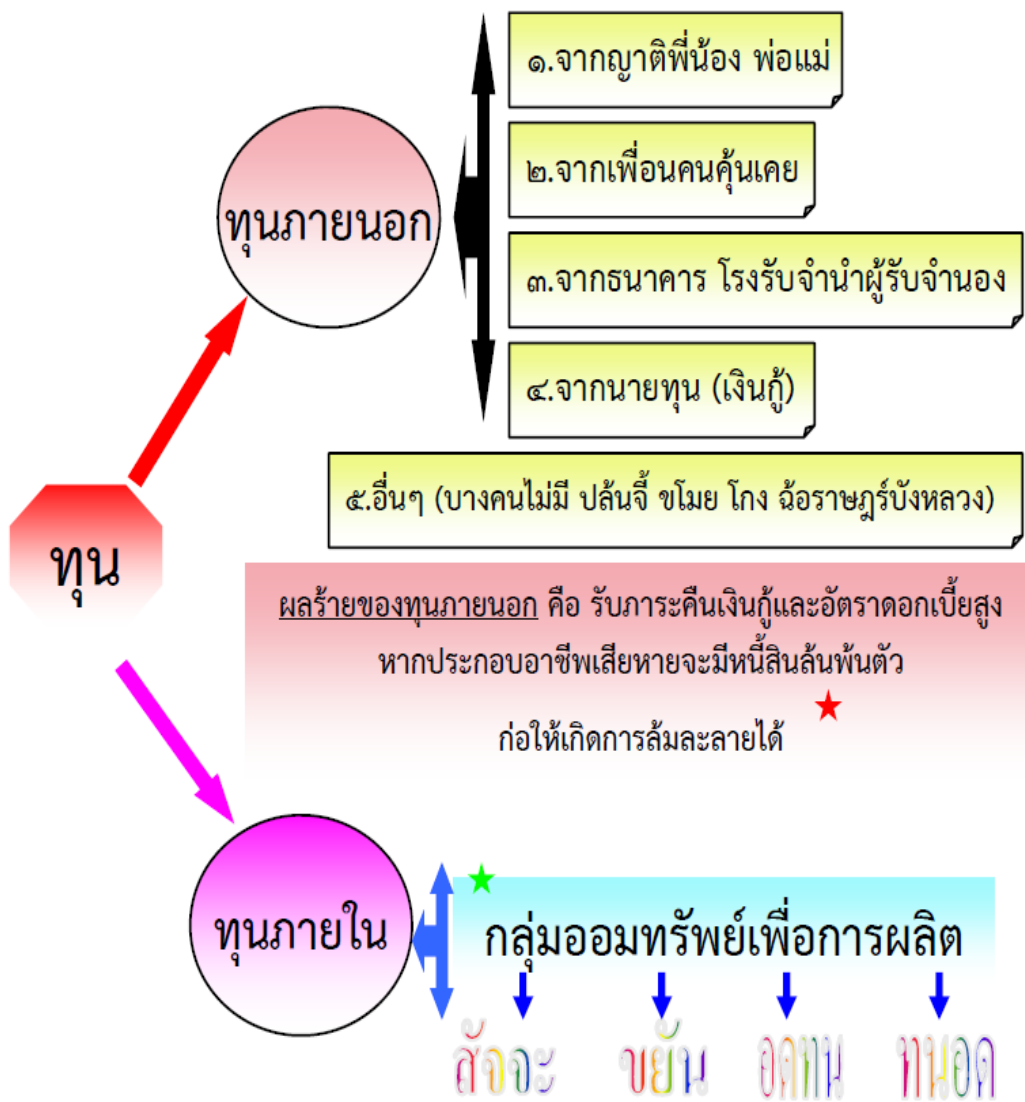 ๑.จากญาติพี่น้อง พ่อแม่
๒.จากเพื่อนคนคุ้นเคย
ทุนภายนอก
๓.จากธนาคาร โรงรับจำนำผู้รับจำนอง
๔.จากนายทุน (เงินกู้)
๕.อื่นๆ (บางคนไม่มี ปล้นจี้ ขโมย โกง ฉ้อราษฎร์บังหลวง)
ทุน
ผลร้ายของทุนภายนอก คือ รับภาระคืนเงินกู้และอัตราดอกเบี้ยสูง
หากประกอบอาชีพเสียหายจะมีหนี้สินล้นพ้นตัว
ก่อให้เกิดการล้มละลายได้
ทุนภายใน
กลุ่มออมทรัพย์เพื่อการผลิต
สัจจะ ขยัน อดทน ทนอด